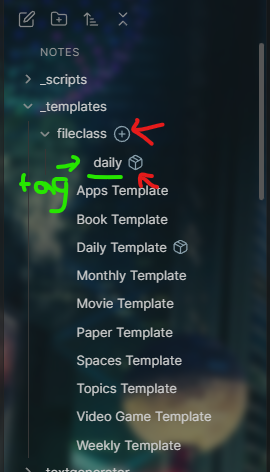 NOTES
_scripts
_templates
fileclass
daily
tag
Apps Template
Book Template
Daily Template
Monthly Template
Movie Template
Paper Template
Spaces Template
Topics Template
Video Game Template
Weekly Template
_textgenerator